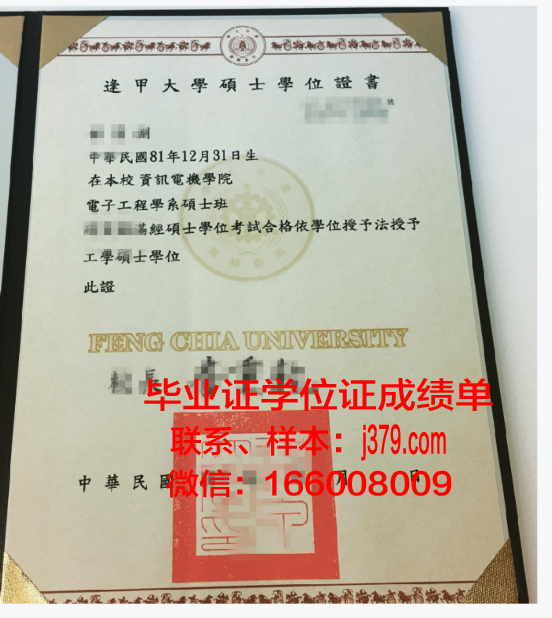 逢甲大學碩士學位證書
號
中華民國81年12月31日生
在本校 資訊電機學院
電子工程學系碩士班
經碩士學位考試合格依學位授予法授予
工學碩士學位
此證
FENG CHIA UNIVERSITY
校長
毕业证学位证成绩单
联系、样本：j379.com
微信：166008009
中華民國 月 日